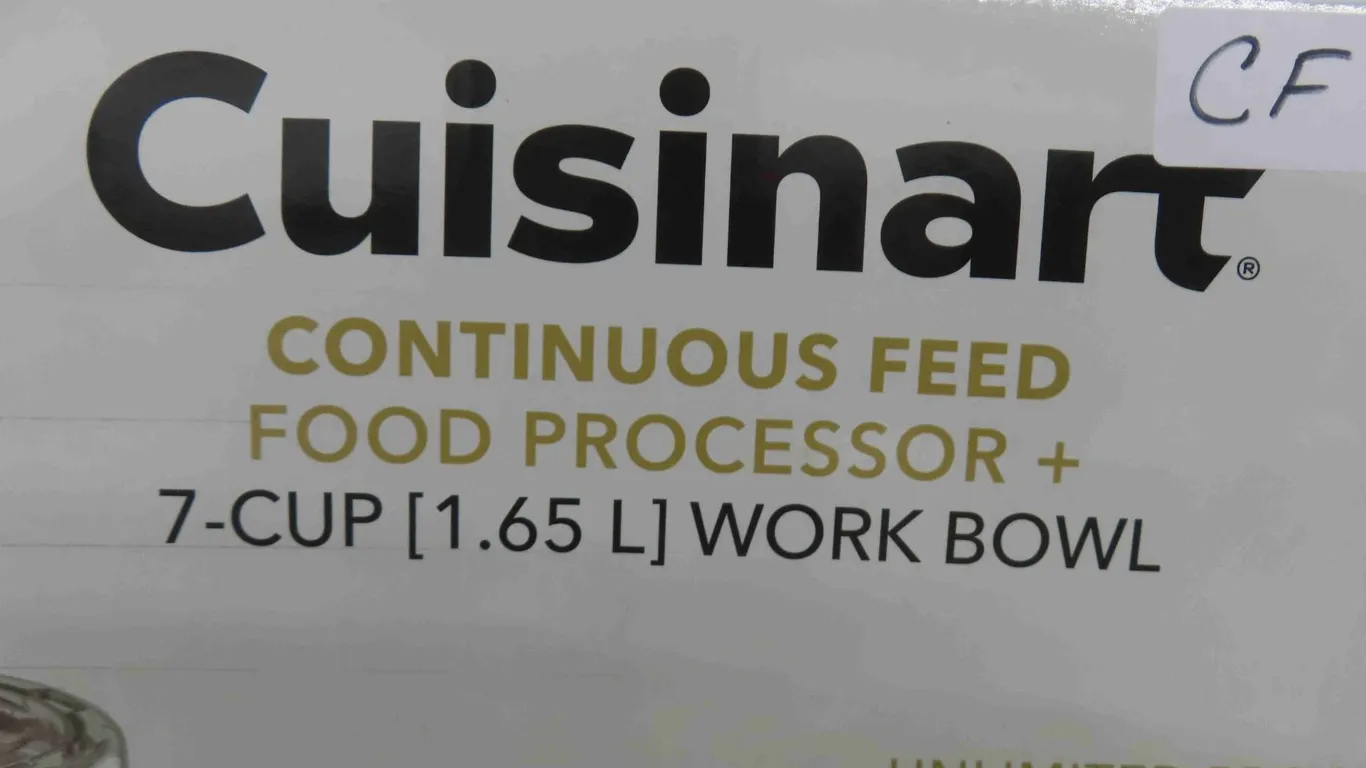 CF
Cuisinart®
CONTINUOUS FEED
FOOD PROCESSOR +
7-CUP [1.65 L] WORK BOWL